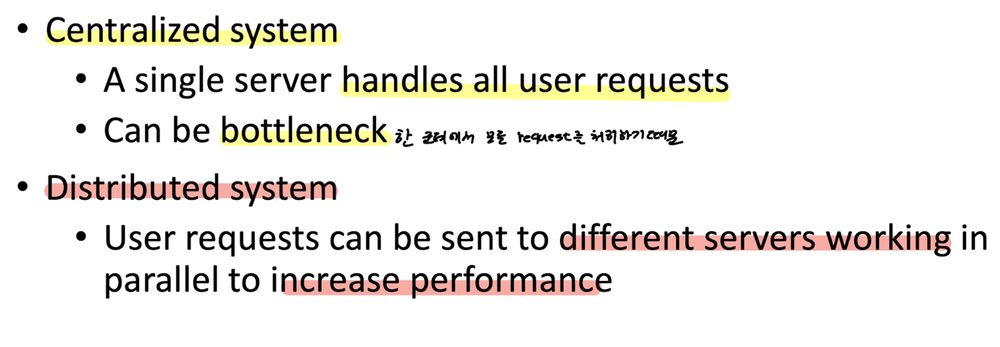 • Centralized system
• A single server handles all user requests
• Can be bottleneck 한 군데에서 모든 request를 처리하기때문
• Distributed system
• User requests can be sent to different servers working in
parallel to increase performance